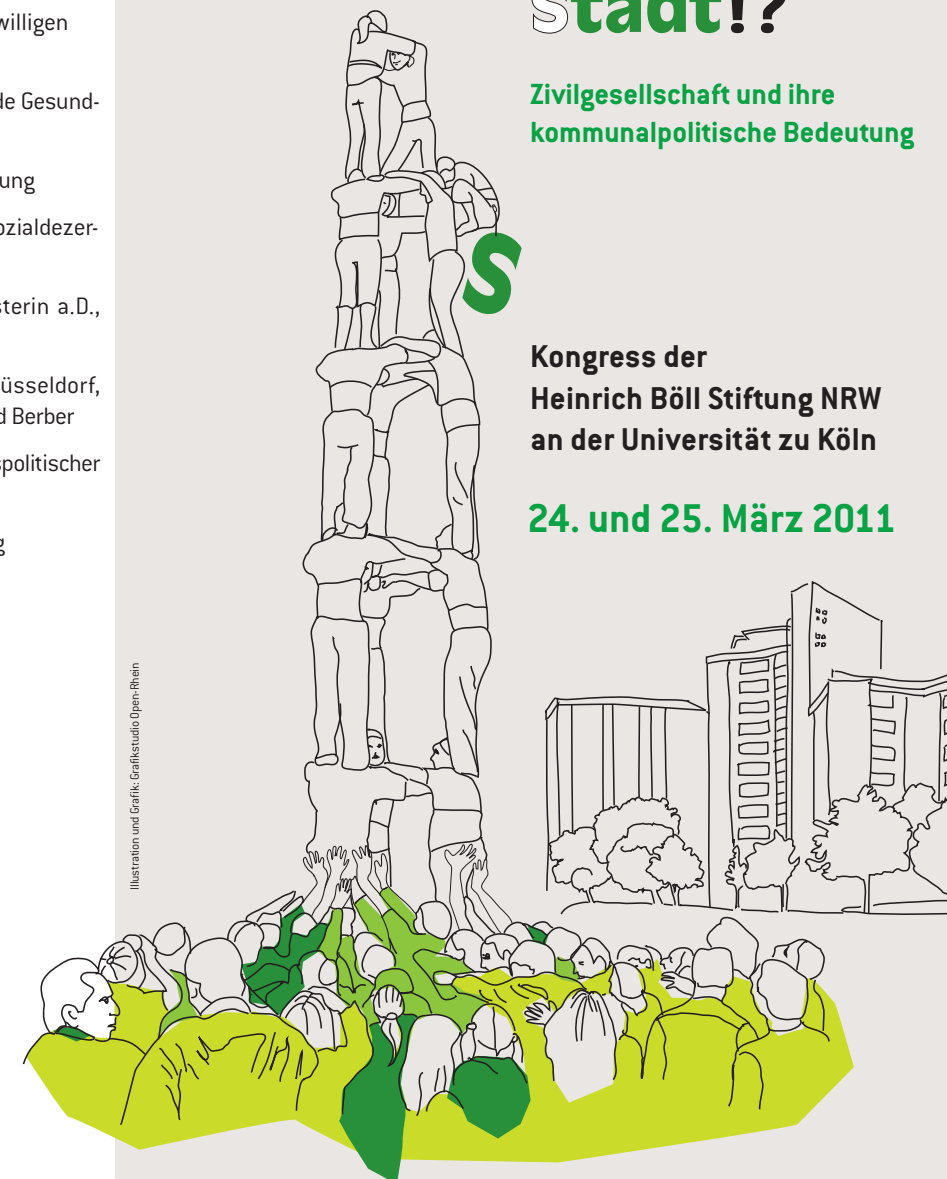 willigen
de Gesund-
ung
ozialdezer-
sterin a.D.,
üsseldorf,
d Berber
spolitischer
g
Stadt!?
Zivilgesellschaft und ihre
kommunalpolitische Bedeutung
S
Kongress der
Heinrich Böll Stiftung NRW
an der Universität zu Köln
24. und 25. März 2011
Illustration und Grafik: Grafikstudio Open-Rhein